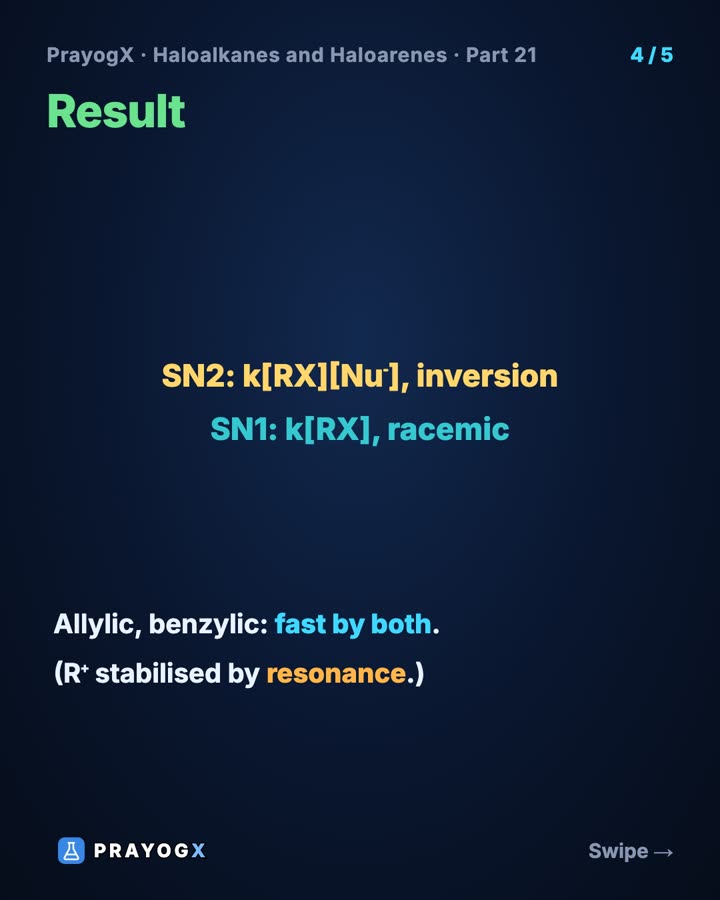 PrayogX · Haloalkanes and Haloarenes · Part 21
4 / 5
Result
SN2: k[RX][Nu⁻], inversion
SN1: k[RX], racemic
Allylic, benzylic: fast by both.
(R⁺ stabilised by resonance.)
PRAYOGX
Swipe →